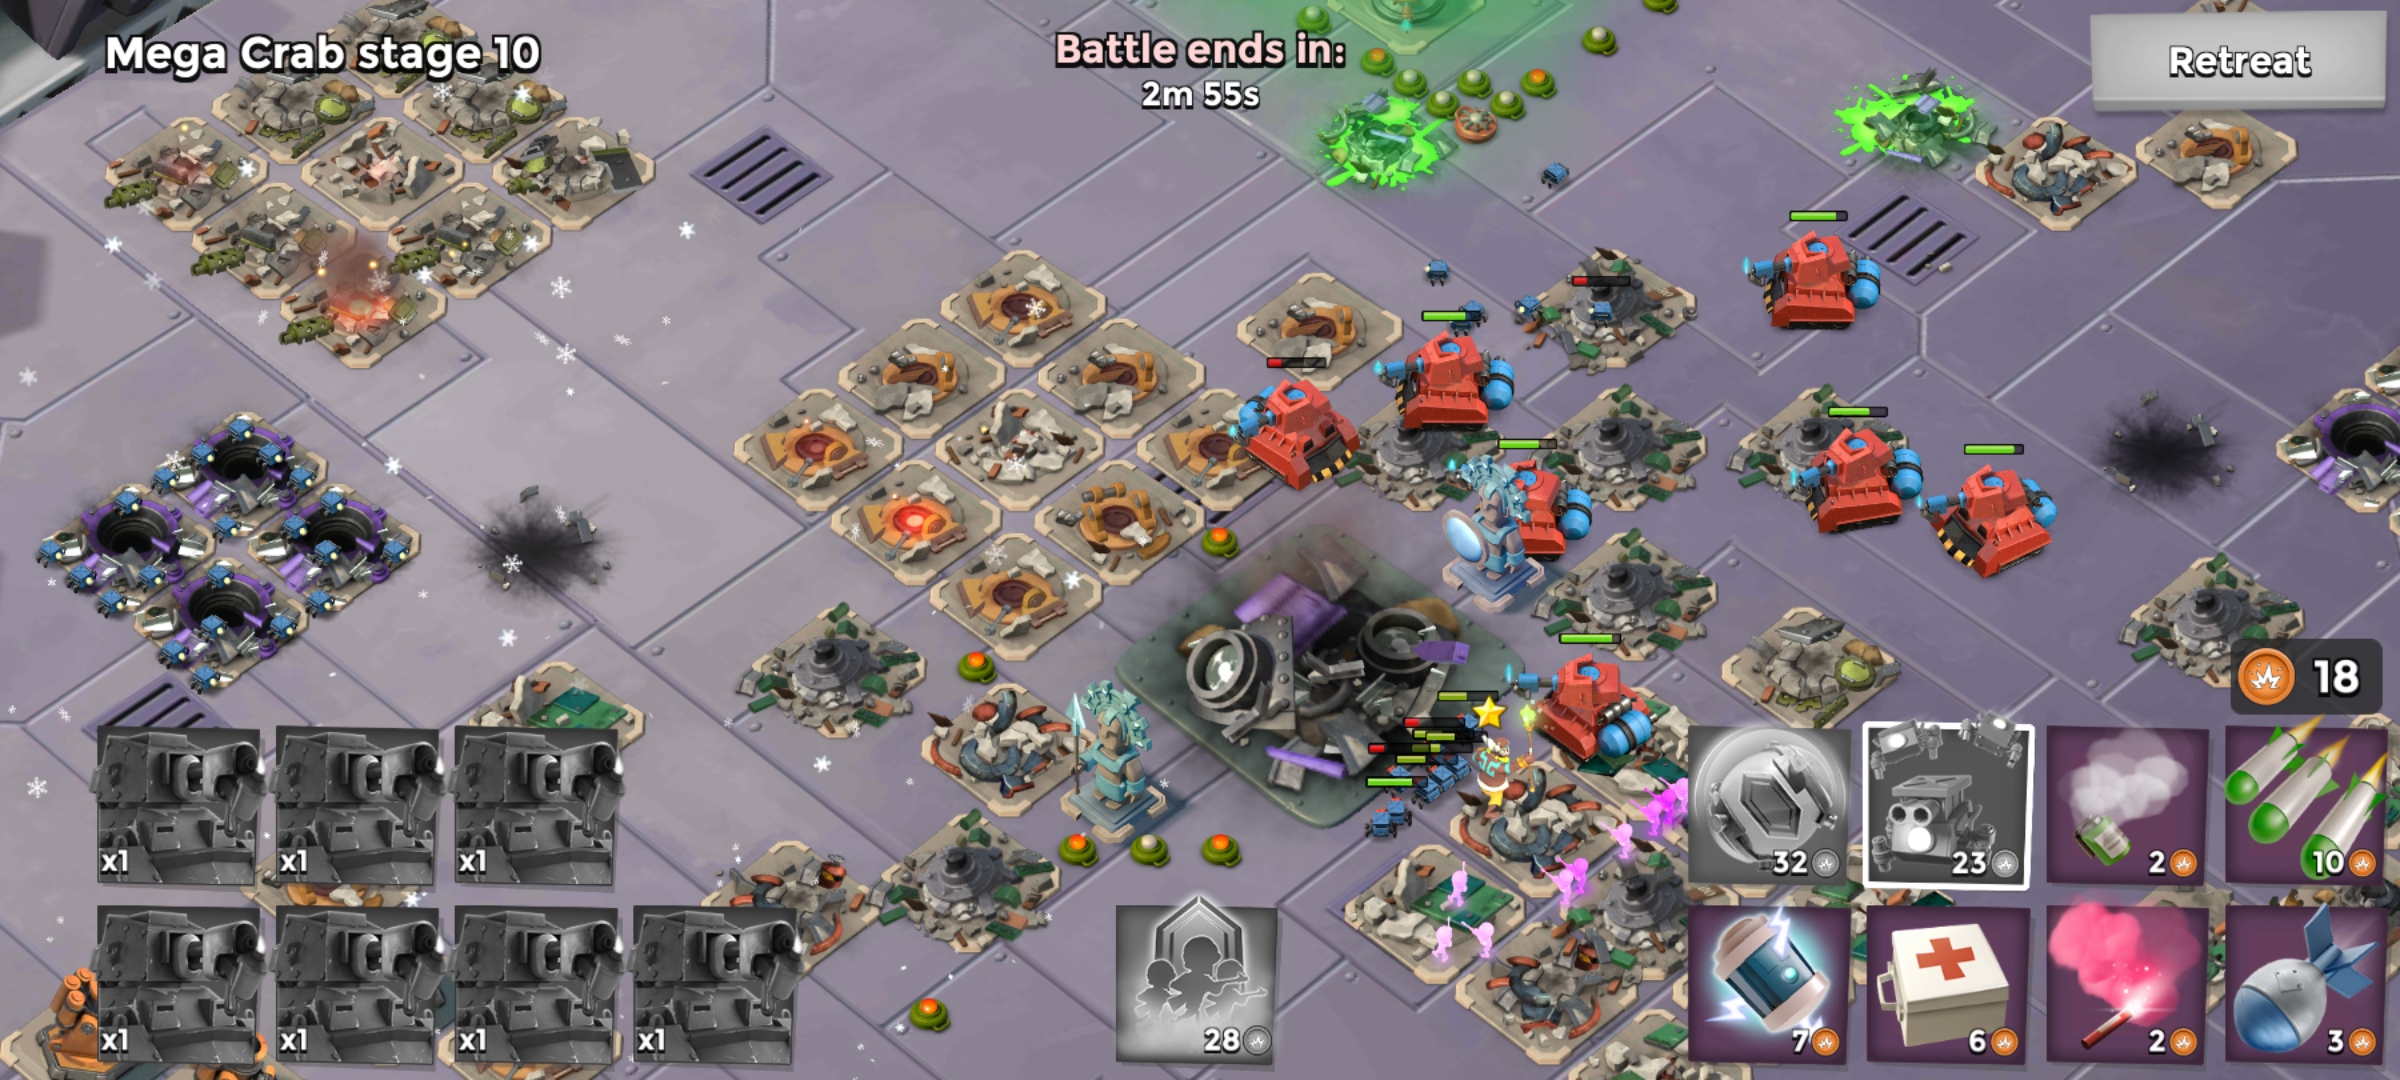 Mega Crab stage 10
Battle ends in:
2m 55s
Retreat
18
x1
x1
x1
32
23
2
10
x1
x1
x1
x1
28
7
6
2
3